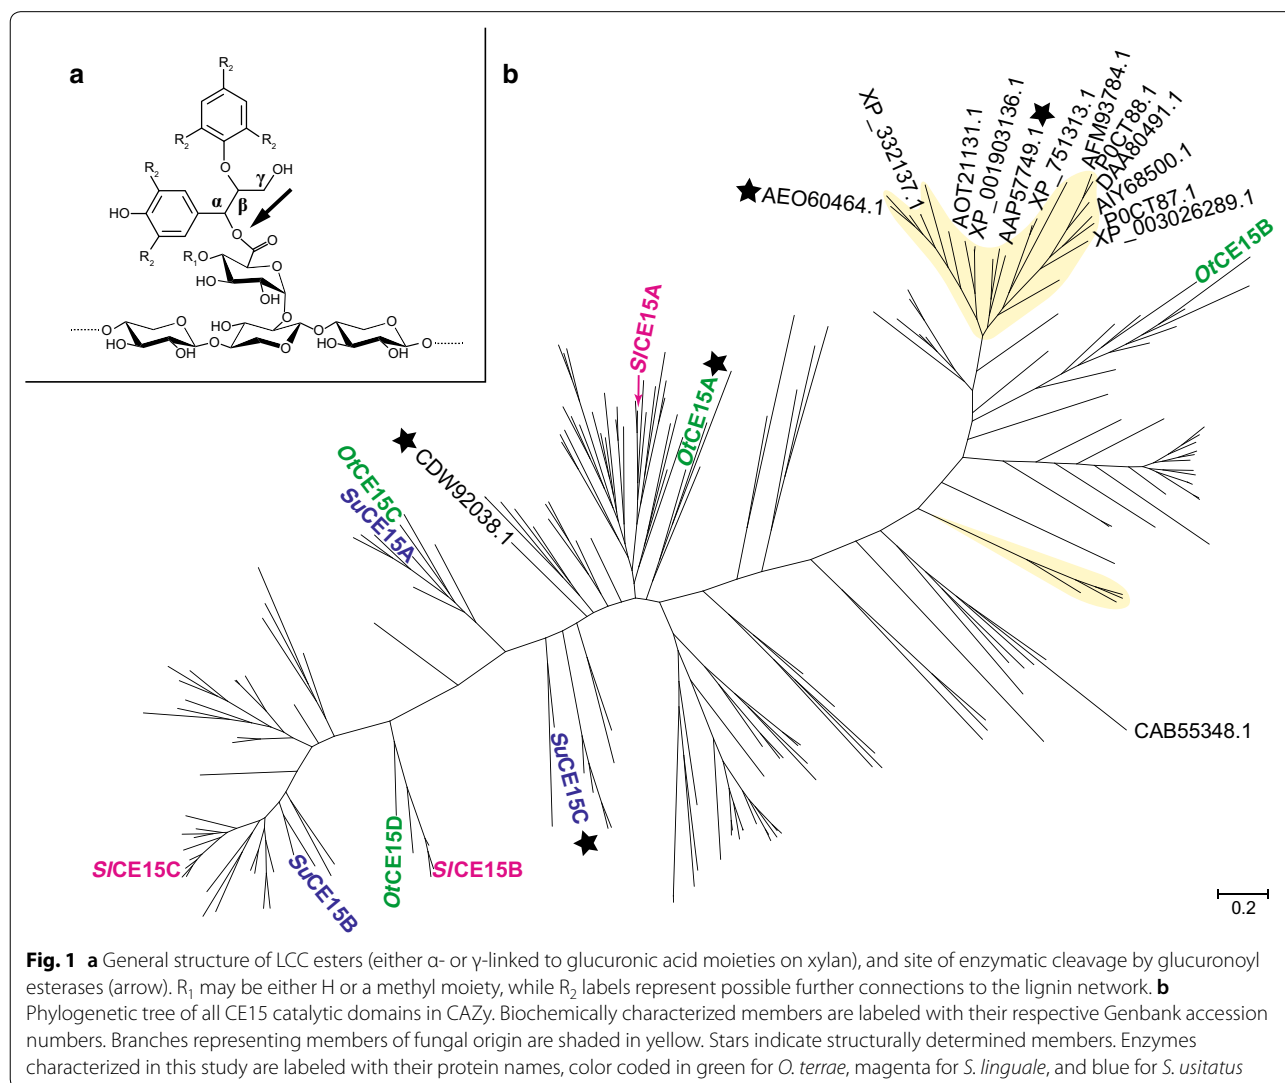 a
R2
R2
R2
R2
O
OH
γ
α
β
HO
R2
O
O
R1
O
O
HO
HO
OH
O
O
HO
O
O
O
HO
OH
O
O
HO
OH
O
b
XP_332137.1
AOT21131.1
XP_001903136.1
AAP57749.1
XP_751313.1
AFM93784.1
P0CT88.1
DAA80491.1
AIY68500.1
P0CT87.1
XP_003026289.1
AEO60464.1
OtCE15B
SlCE15A
OtCE15A
CDW92038.1
OtCE15C
SuCE15A
SuCE15C
CAB55348.1
OtCE15D
SlCE15B
SlCE15C
SuCE15B
0.2
Fig. 1 a General structure of LCC esters (either α- or γ-linked to glucuronic acid moieties on xylan), and site of enzymatic cleavage by glucuronoyl
esterases (arrow). R1 may be either H or a methyl moiety, while R2 labels represent possible further connections to the lignin network. b
Phylogenetic tree of all CE15 catalytic domains in CAZy. Biochemically characterized members are labeled with their respective Genbank accession
numbers. Branches representing members of fungal origin are shaded in yellow. Stars indicate structurally determined members. Enzymes
characterized in this study are labeled with their protein names, color coded in green for O. terrae, magenta for S. linguale, and blue for S. usitatus